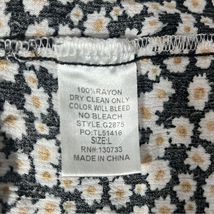 100%RAYON
DRY CLEAN ONLY
COLOR WILL BLEED
NO BLEACH
STYLE:G2875
PO:TL51416
SIZE:L
RN#:130733
MADE IN CHINA